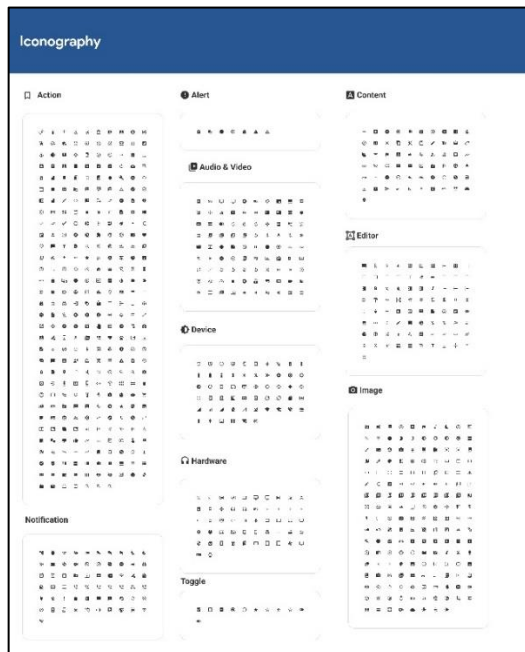 Iconography
Action
Alert
Content
Audio & Video
Editor
Device
Image
Hardware
Notification
Toggle